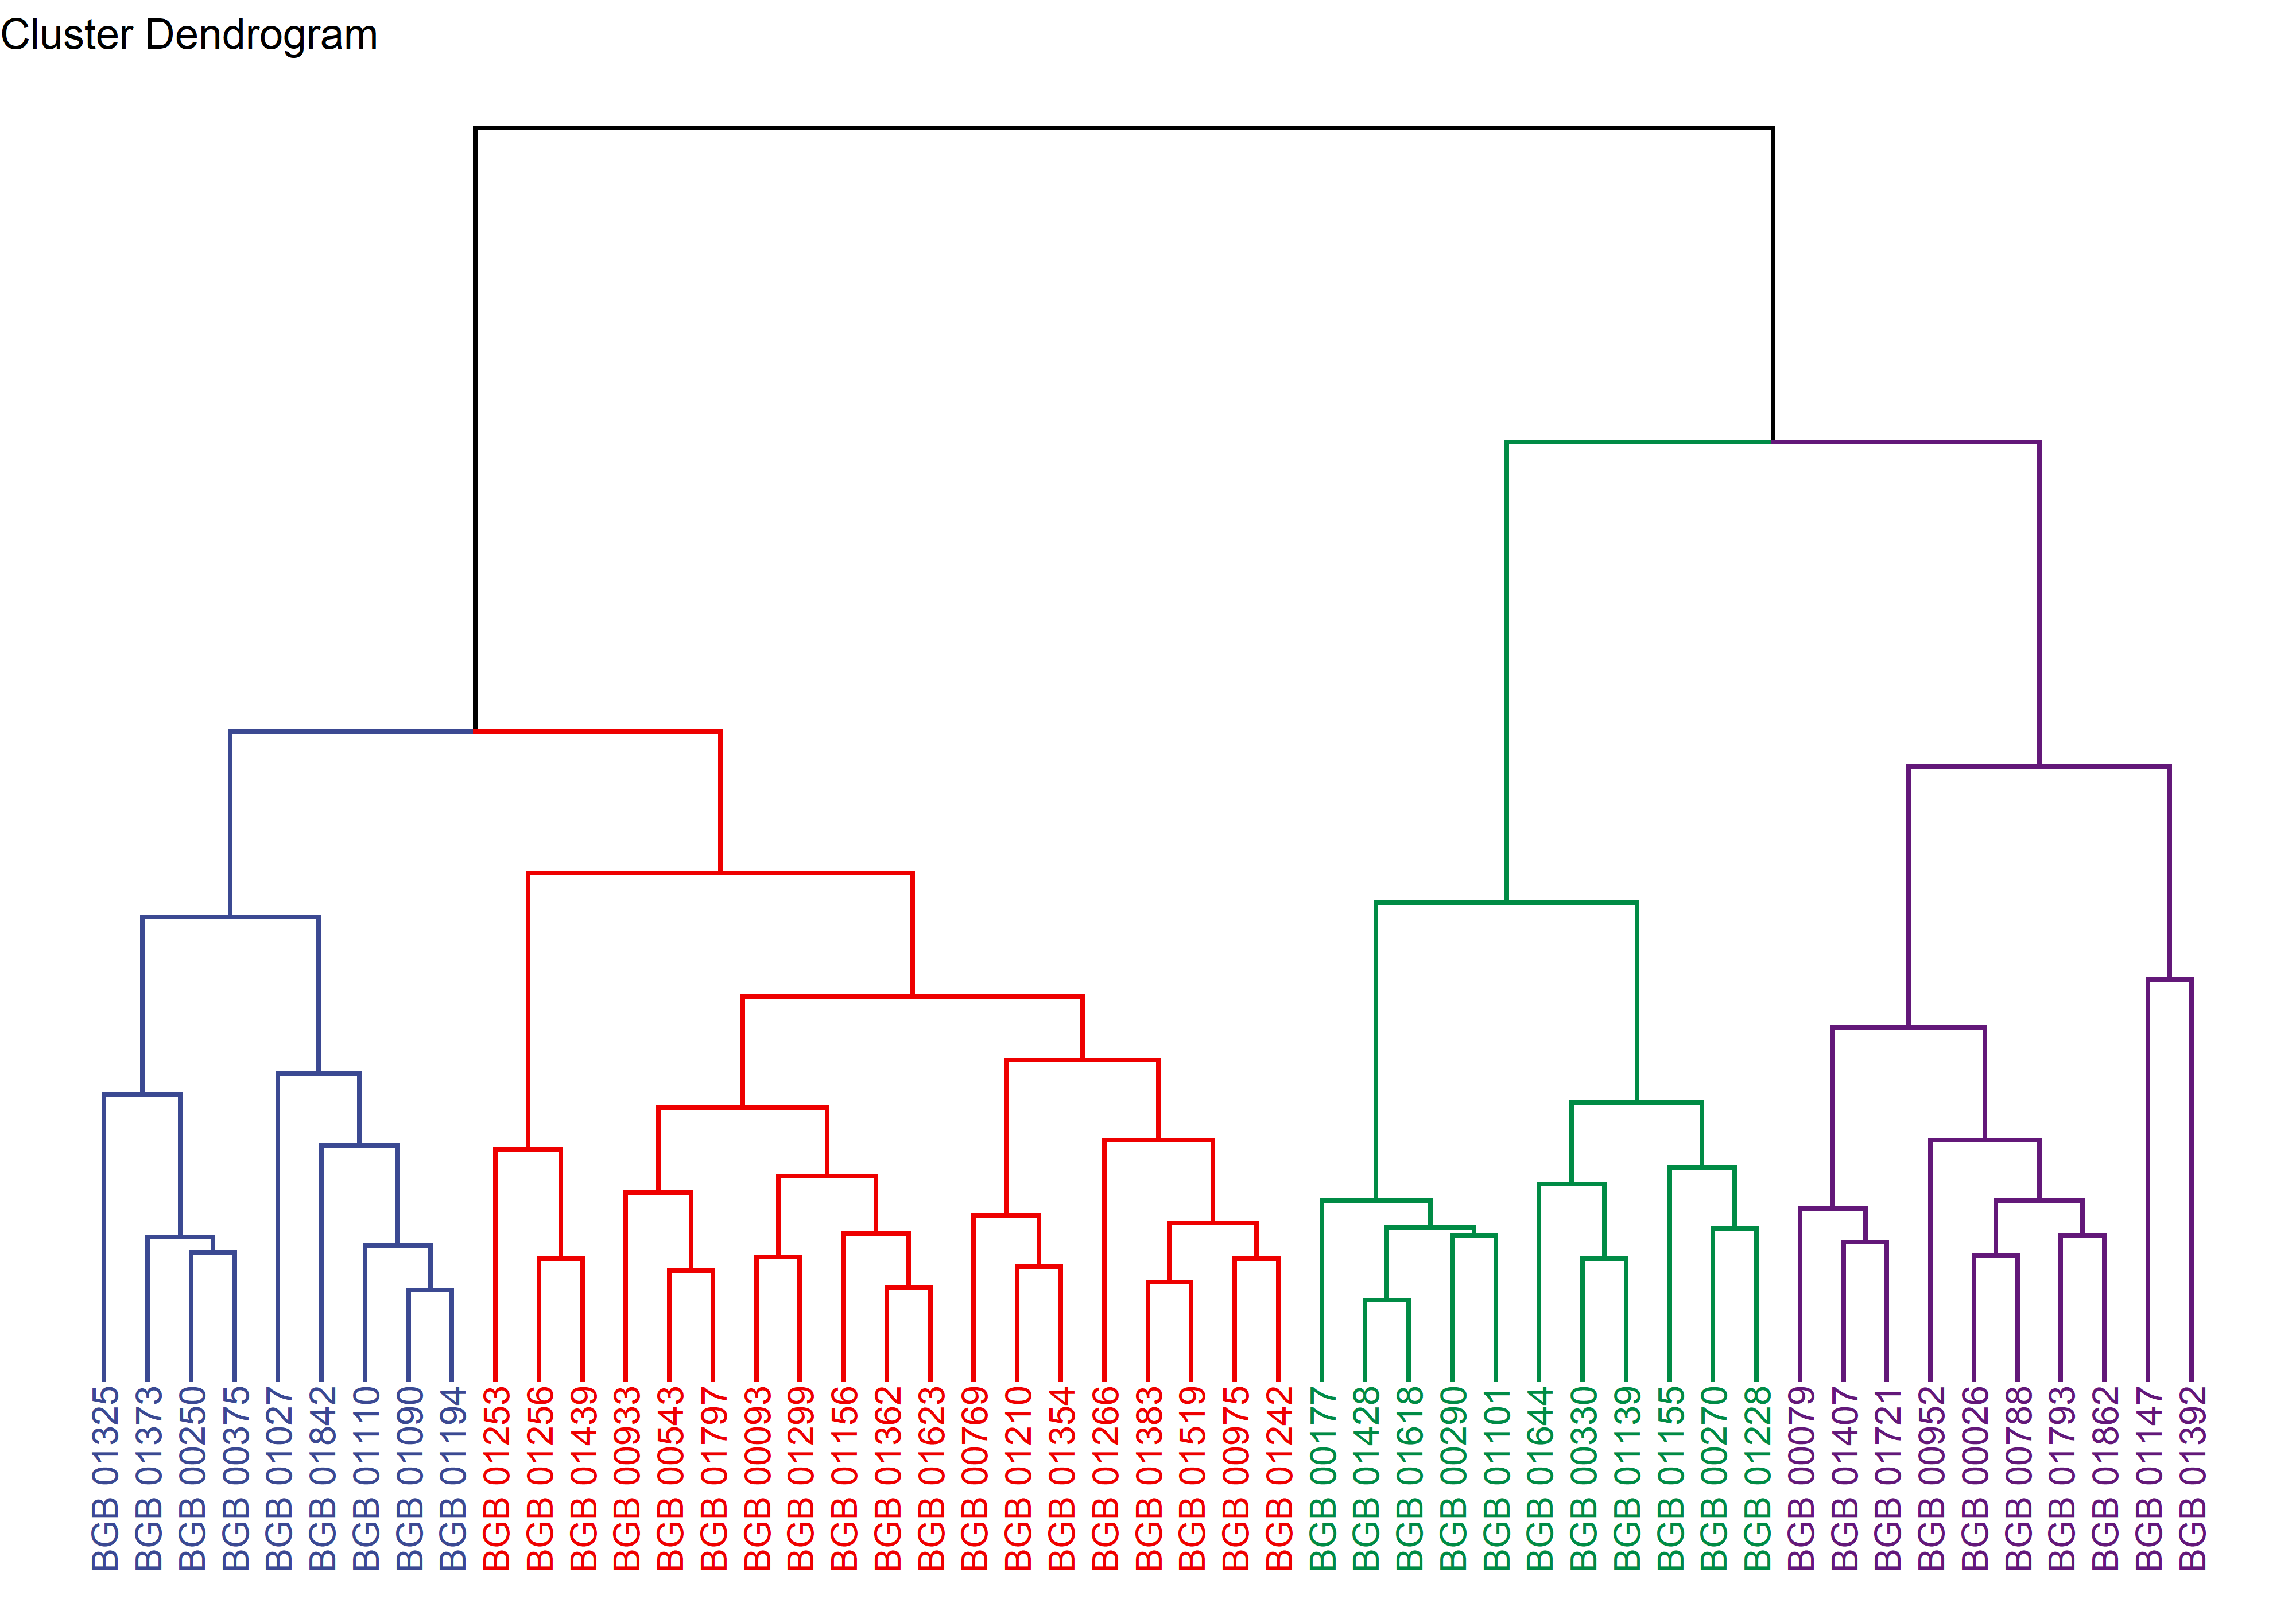 Cluster Dendrogram
BGB 01325
BGB 01373
BGB 00250
BGB 00375
BGB 01027
BGB 01842
BGB 01110
BGB 01090
BGB 01194
BGB 01253
BGB 01256
BGB 01439
BGB 00933
BGB 00543
BGB 01797
BGB 00093
BGB 01299
BGB 01156
BGB 01362
BGB 01623
BGB 00769
BGB 01210
BGB 01354
BGB 01266
BGB 01383
BGB 01519
BGB 00975
BGB 01242
BGB 00177
BGB 01428
BGB 01618
BGB 00290
BGB 01101
BGB 01644
BGB 00330
BGB 01139
BGB 01155
BGB 00270
BGB 01228
BGB 00079
BGB 01407
BGB 01721
BGB 00952
BGB 00026
BGB 00788
BGB 01793
BGB 01862
BGB 01147
BGB 01392